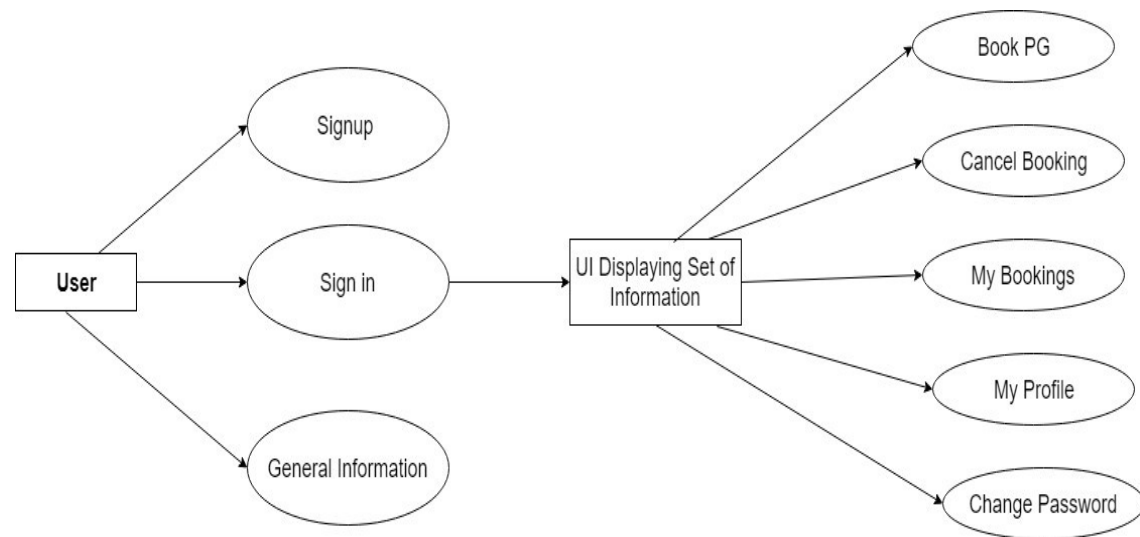 Book PG
Signup
Cancel Booking
User
Sign in
UI Displaying Set of
Information
My Bookings
My Profile
General Information
Change Password